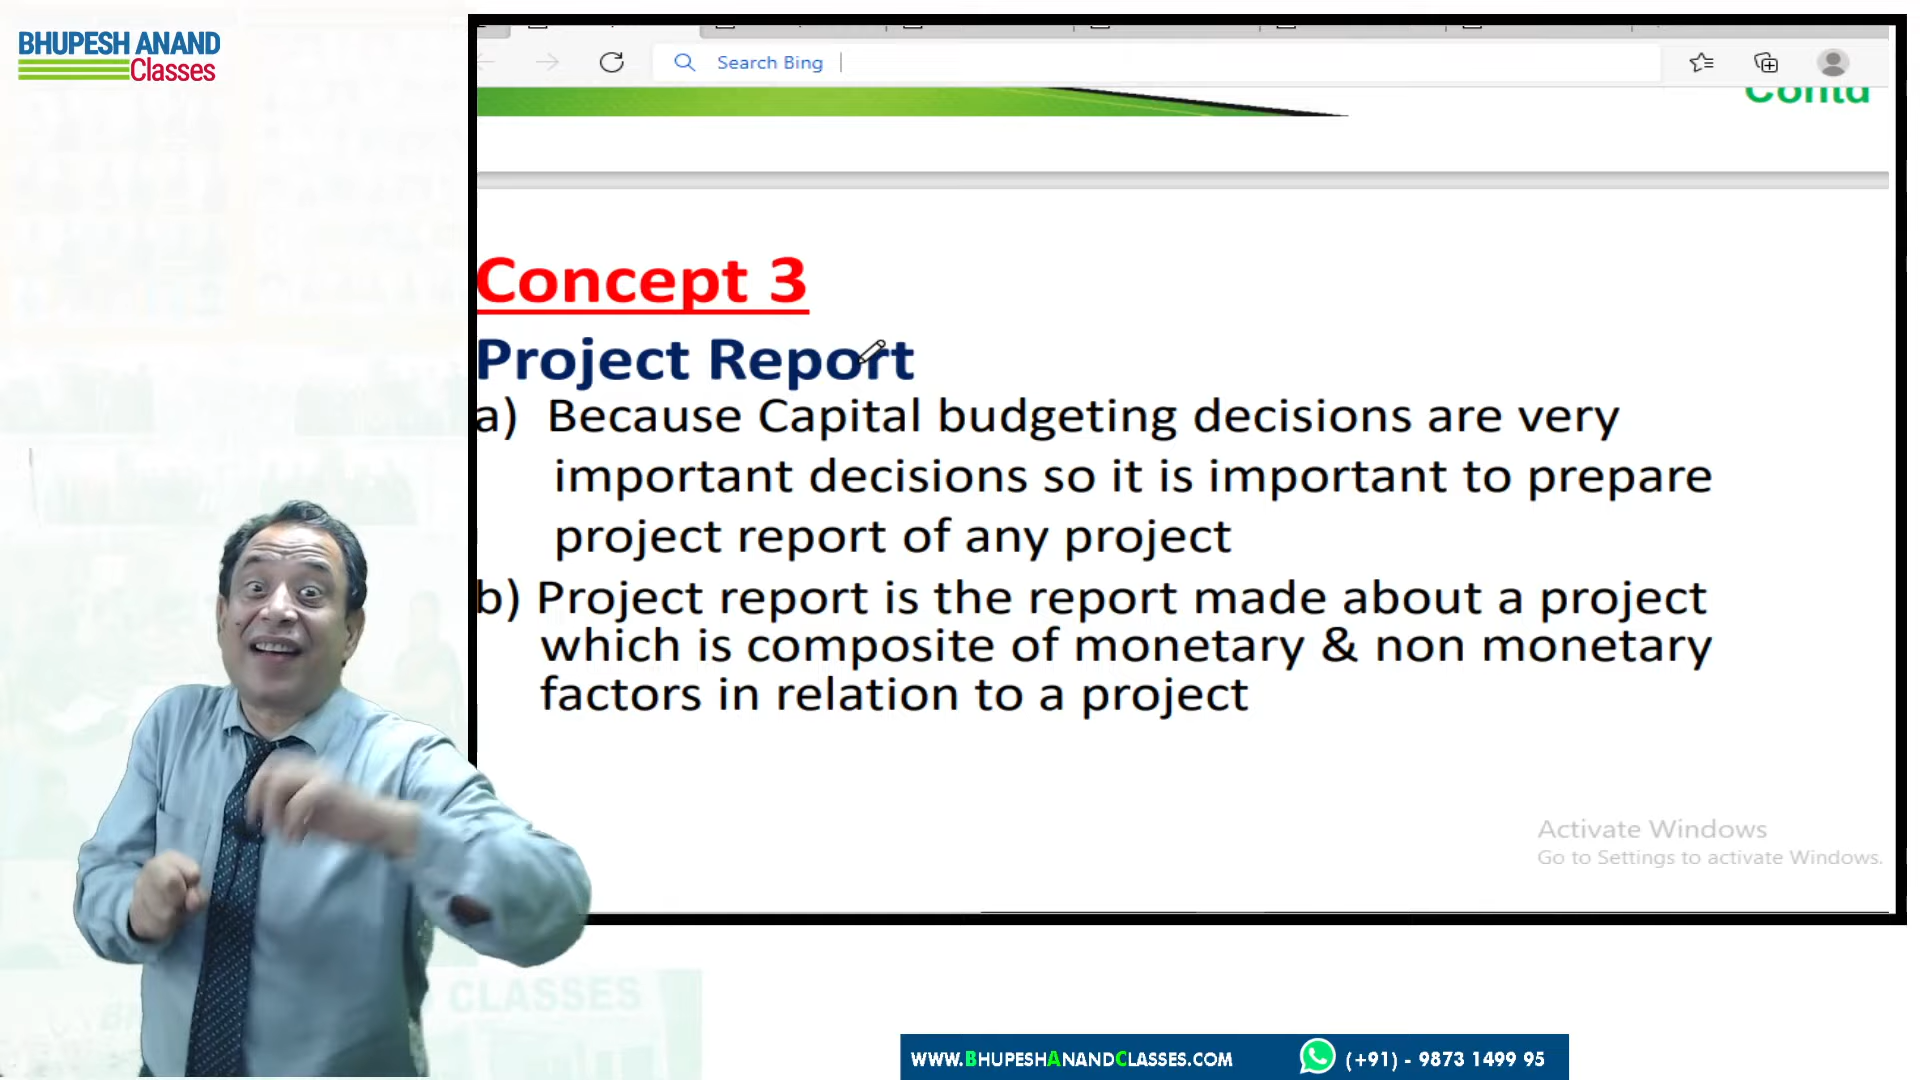 BHUPESH ANAND
Classes
Search Bing
Contd
Concept 3
Project Report
a) Because Capital budgeting decisions are very
important decisions so it is important to prepare
project report of any project
b) Project report is the report made about a project
which is composite of monetary & non monetary
factors in relation to a project
Activate Windows
Go to Settings to activate Windows.
CLASSES
WWW.BHUPESHANANDCLASSES.COM
(+91) - 9873 1499 95